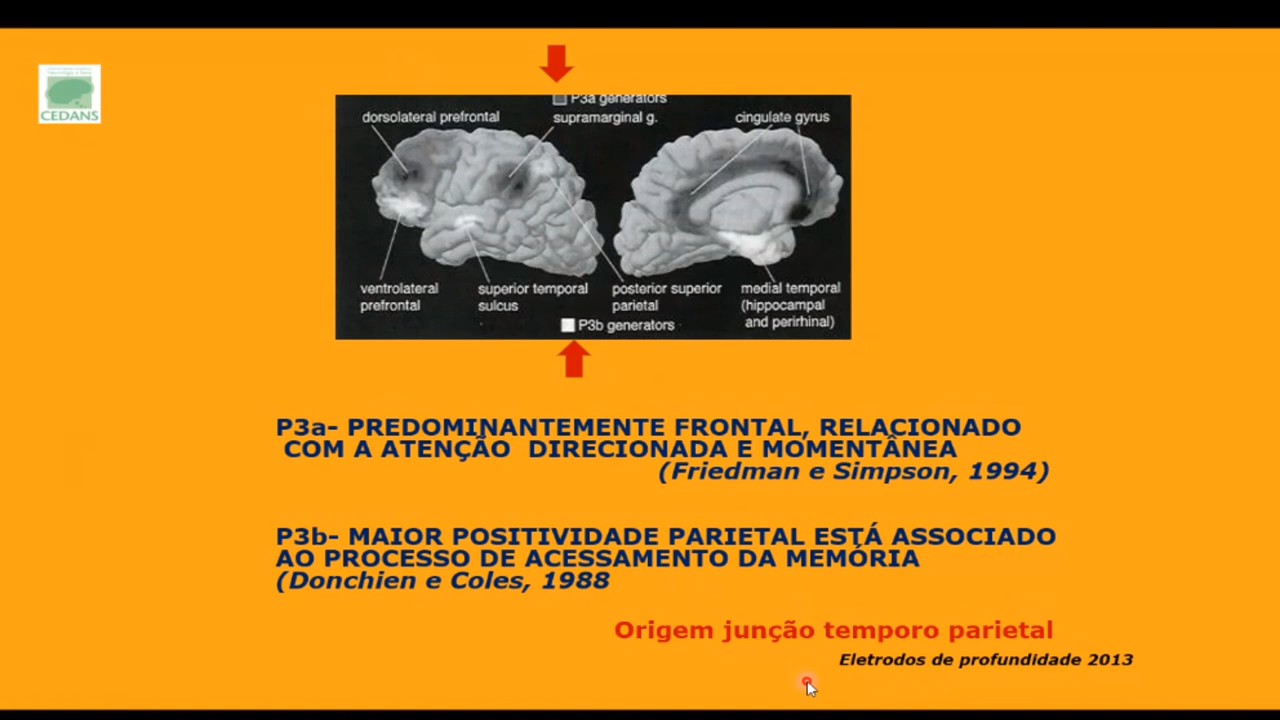 CEDANS
P3a generators
dorsolateral prefrontal
supramarginal g.
cingulate gyrus
ventrolateral
prefrontal
superior temporal
sulcus
posterior superior
parietal
medial temporal
(hippocampal
and perirhinal)
P3b generators
P3a- PREDOMINANTEMENTE FRONTAL, RELACIONADO
COM A ATENÇÃO DIRECIONADA E MOMENTÂNEA
(Friedman e Simpson, 1994)
P3b- MAIOR POSITIVIDADE PARIETAL ESTÁ ASSOCIADO
AO PROCESSO DE ACESSAMENTO DA MEMÓRIA
(Donchien e Coles, 1988
Origem junção temporo parietal
Eletrodos de profundidade 2013